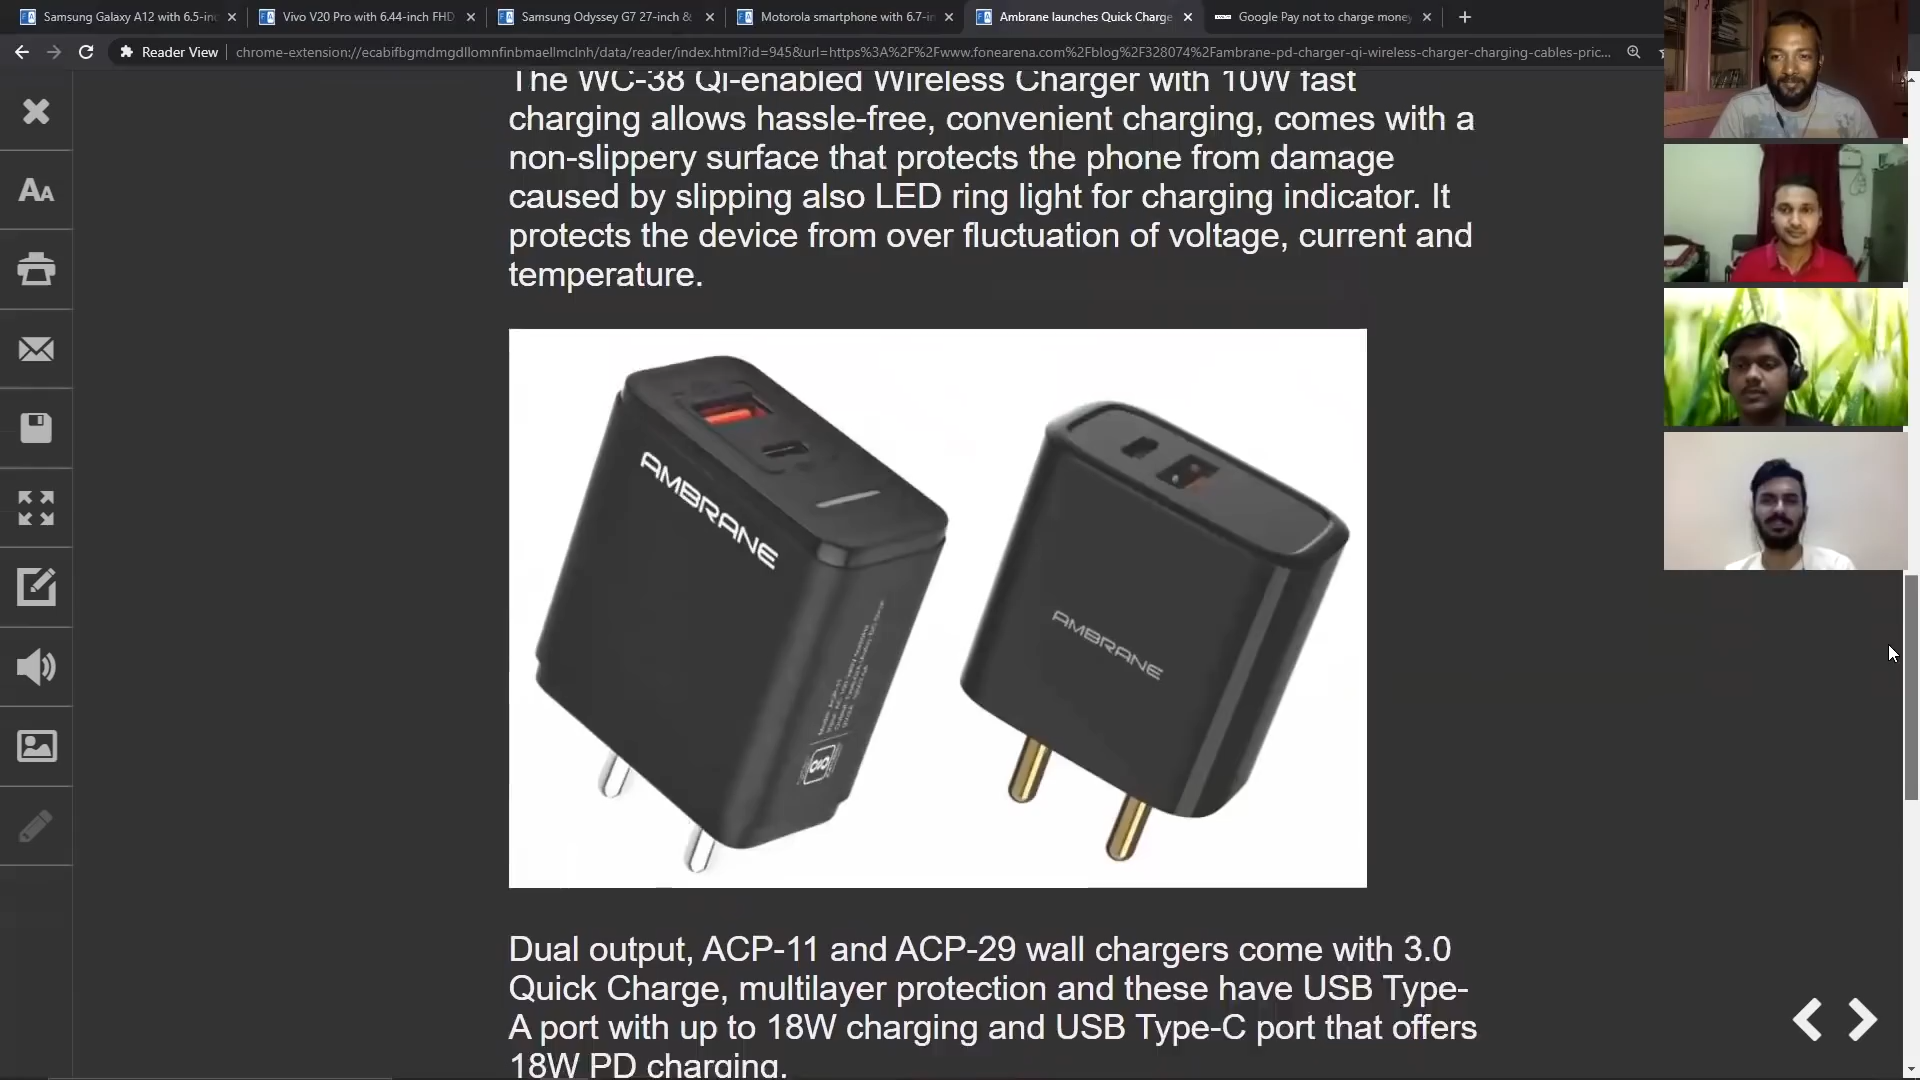 Samsung Galaxy A12 with 6.5-in
Vivo V20 Pro with 6.44-inch FHD
Samsung Odyssey G7 27-inch &
Motorola smartphone with 6.7-in
Ambrane launches Quick Charge
Google Pay not to charge money
Reader View
chrome-extension://ecabifbgmdmgdllomnfinbmaellmclnh/data/reader/index.html?id=945&url=https%3A%2F%2Fwww.fonearena.com%2Fblog%2F328074%2Fambrane-pd-charger-qi-wireless-charger-charging-cables-pric...
The WC-38 Qi-enabled Wireless Charger with 10W fast
charging allows hassle-free, convenient charging, comes with a
non-slippery surface that protects the phone from damage
caused by slipping also LED ring light for charging indicator. It
protects the device from over fluctuation of voltage, current and
temperature.
AMBRANE
AMBRANE
Dual output, ACP-11 and ACP-29 wall chargers come with 3.0
Quick Charge, multilayer protection and these have USB Type-
A port with up to 18W charging and USB Type-C port that offers
18W PD charging.